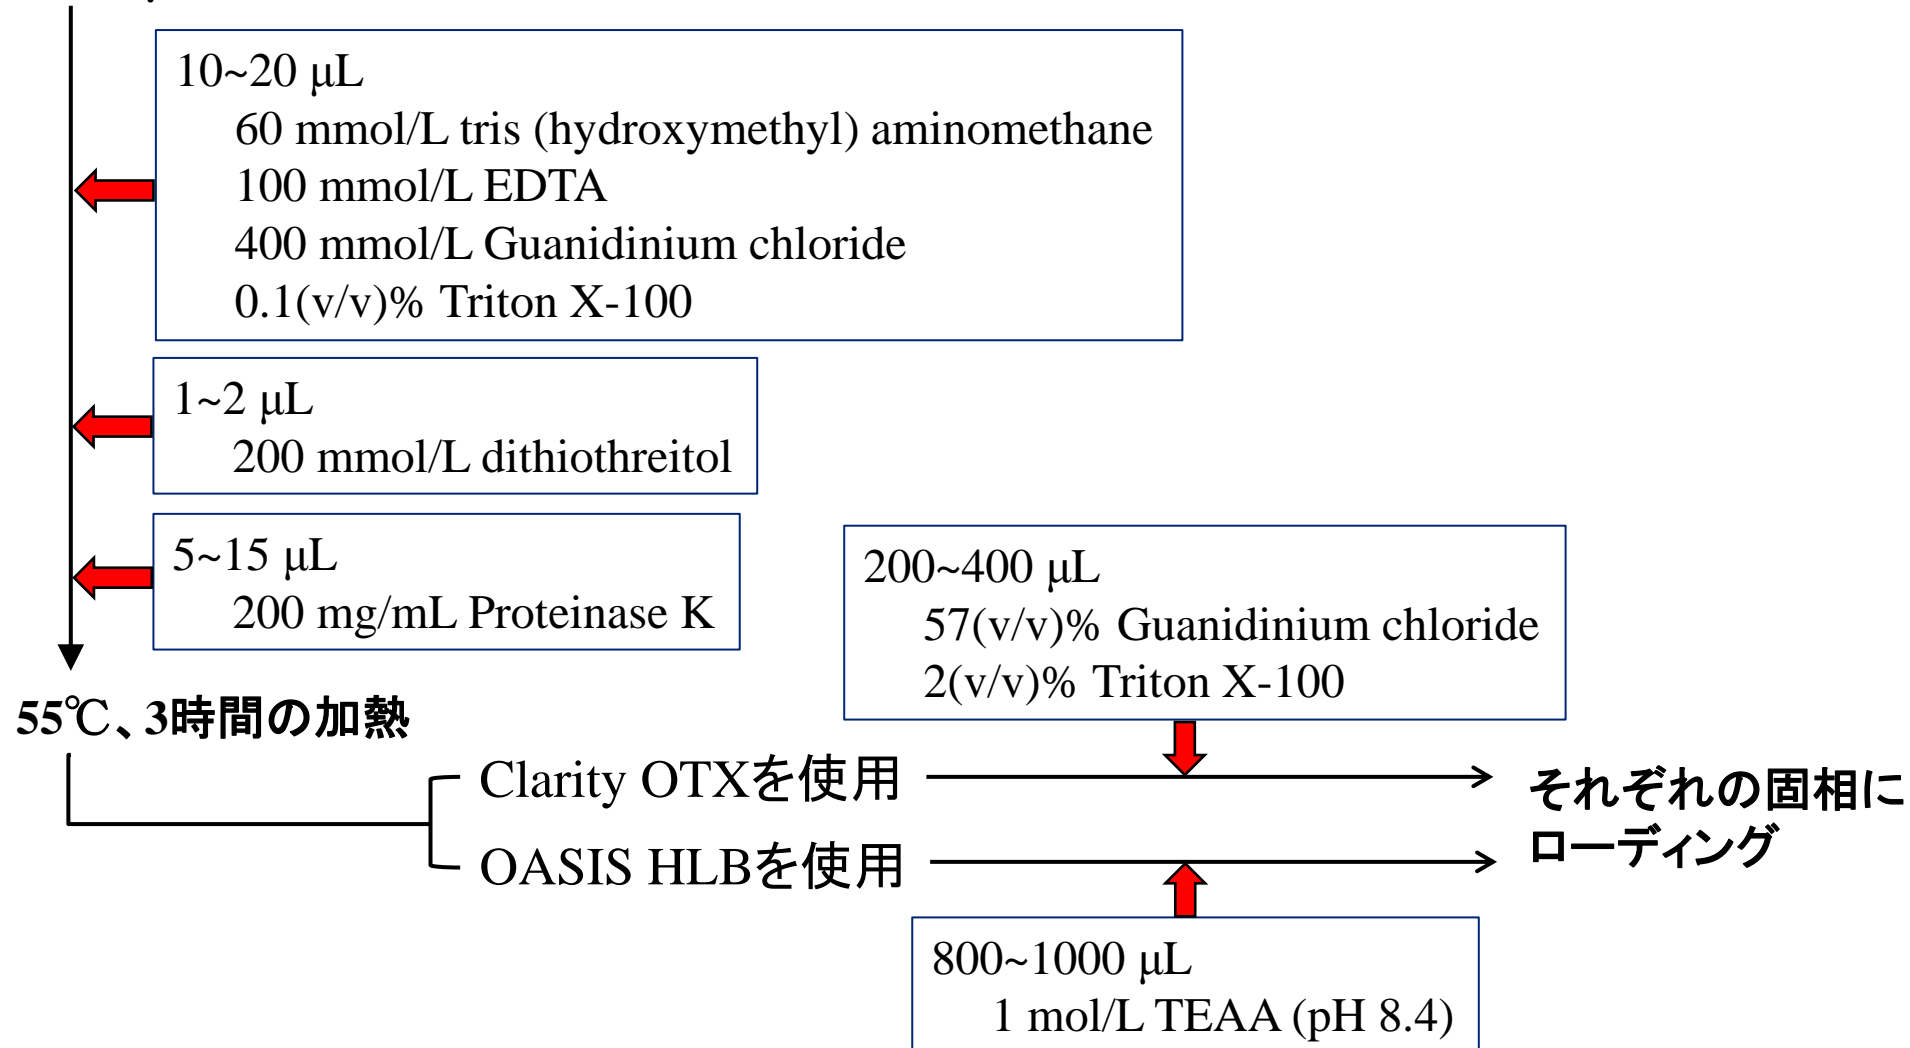 10~20 μL
60 mmol/L tris (hydroxymethyl) aminomethane
100 mmol/L EDTA
400 mmol/L Guanidinium chloride
0.1(v/v)% Triton X-100
1~2 μL
200 mmol/L dithiothreitol
5~15 μL
200 mg/mL Proteinase K
200~400 μL
57(v/v)% Guanidinium chloride
2(v/v)% Triton X-100
55℃、3時間の加熱
Clarity OTXを使用
OASIS HLBを使用
それぞれの固相に
ローディング
800~1000 μL
1 mol/L TEAA (pH 8.4)